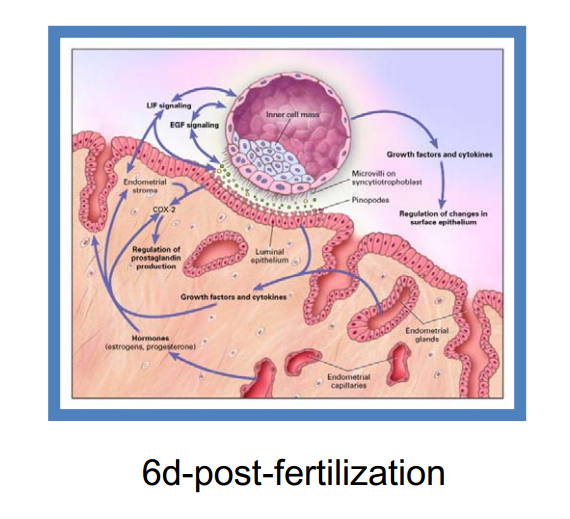 Inner cell mass
LIF signaling
EGF signaling
Growth factors and cytokines
Microvilli on
syncytiotrophoblast
Pinopodes
Regulation of changes in
surface epithelium
Endometrial
stroma
COX-2
Regulation of
prostaglandin
production
Luminal
epithelium
Growth factors and cytokines
Endometrial
glands
Hormones
(estrogens, progesterone)
Endometrial
capillaries
6d-post-fertilization